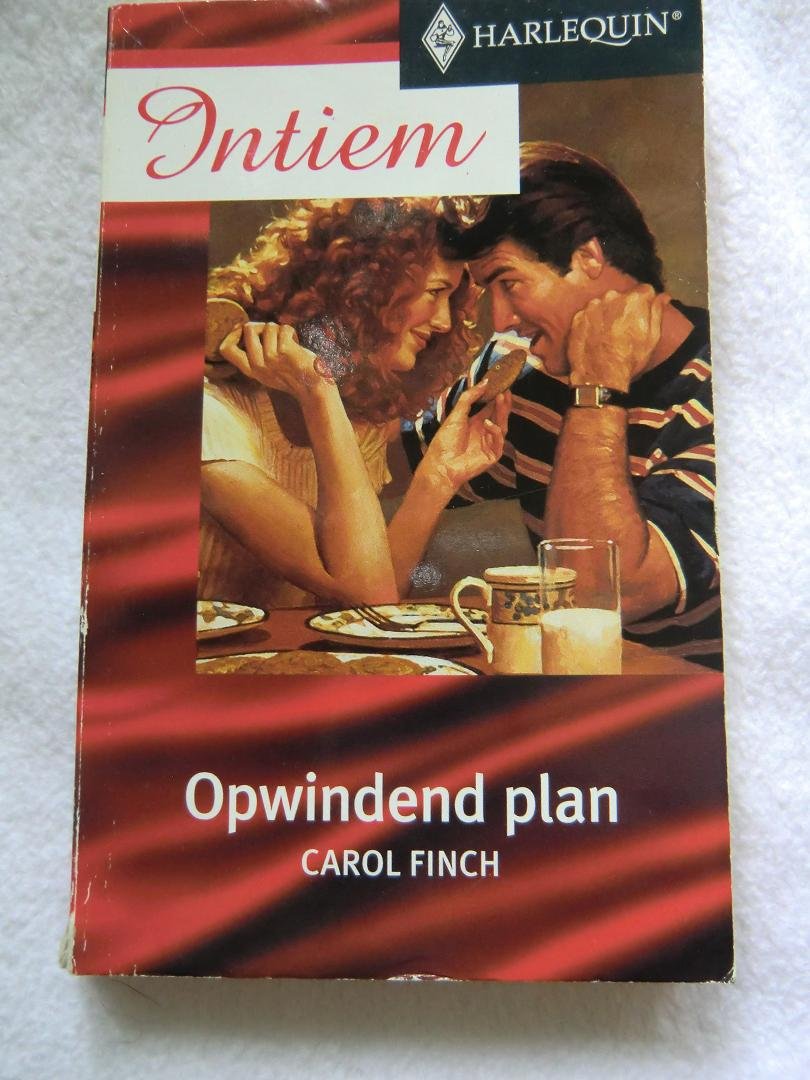 HARLEQUIN®
Intiem
Opwindend plan
CAROL FINCH